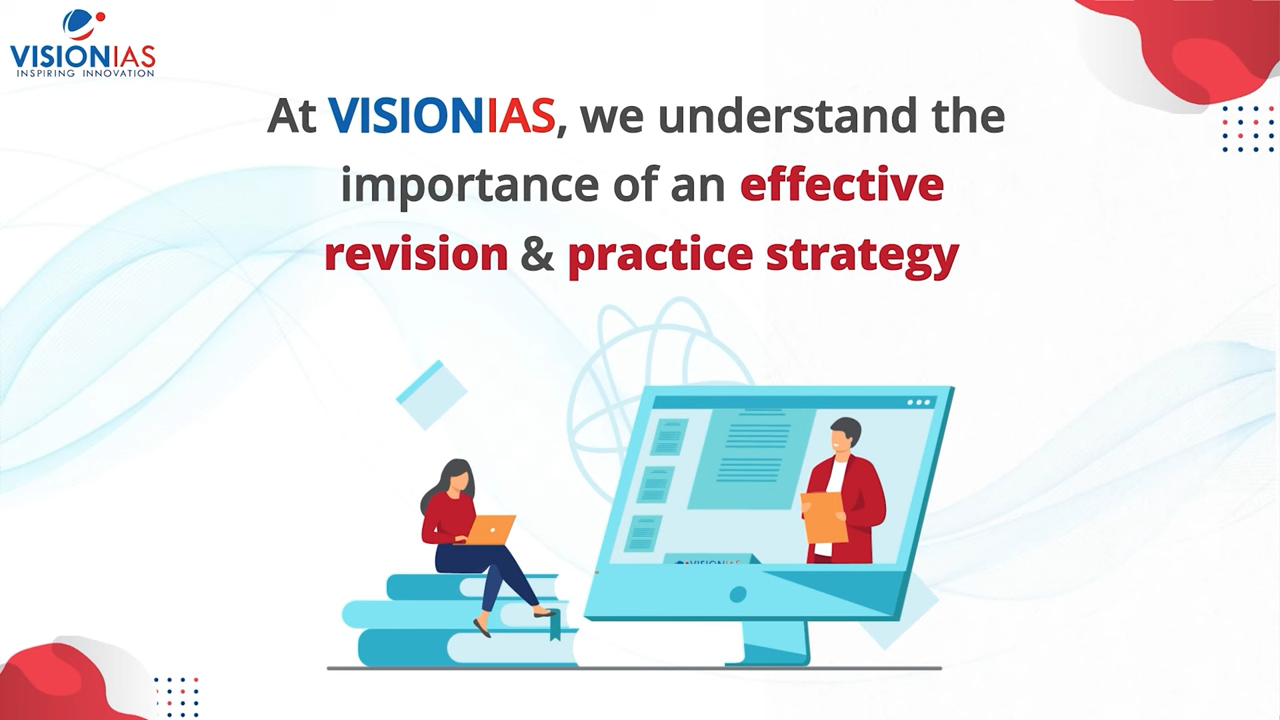 VISIONIAS
INSPIRING INNOVATION
At VISIONIAS, we understand the
importance of an effective
revision & practice strategy
VISIONIAS